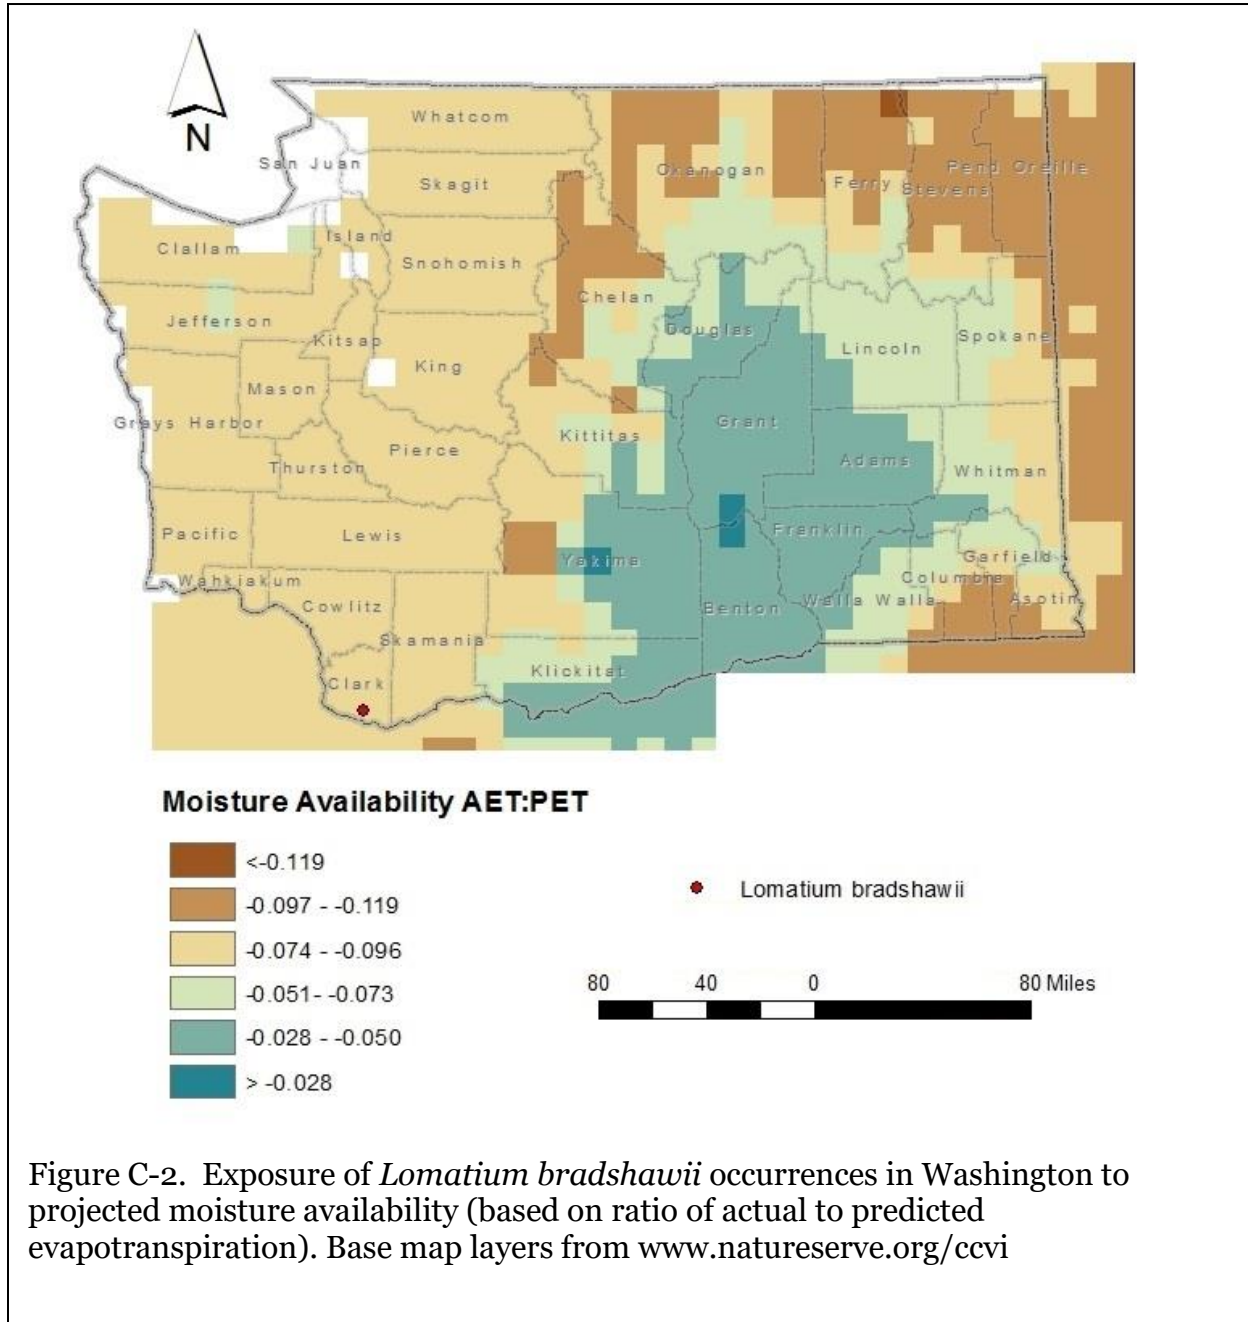 N
Whatcom
San Juan
Skagit
Okanogan
Ferry
Stevens
Pend Oreille
Clallam
Island
Snohomish
Chelan
Jefferson
Kitsap
King
Douglas
Lincoln
Spokane
Mason
Grays Harbor
Grant
Kittitas
Pierce
Thurston
Adams
Whitman
Pacific
Lewis
Yakima
Franklin
Garfield
Wahkiakum
Columbia
Cowlitz
Benton
Walla Walla
Asotin
Skamania
Klickitat
Clark
Moisture Availability AET:PET
<-0.119
-0.097 - -0.119
-0.074 - -0.096
-0.051- -0.073
-0.028 - -0.050
> -0.028
Lomatium bradshawii
80 40 0 80 Miles
Figure C-2. Exposure of Lomatium bradshawii occurrences in Washington to
projected moisture availability (based on ratio of actual to predicted
evapotranspiration). Base map layers from www.natureserve.org/ccvi